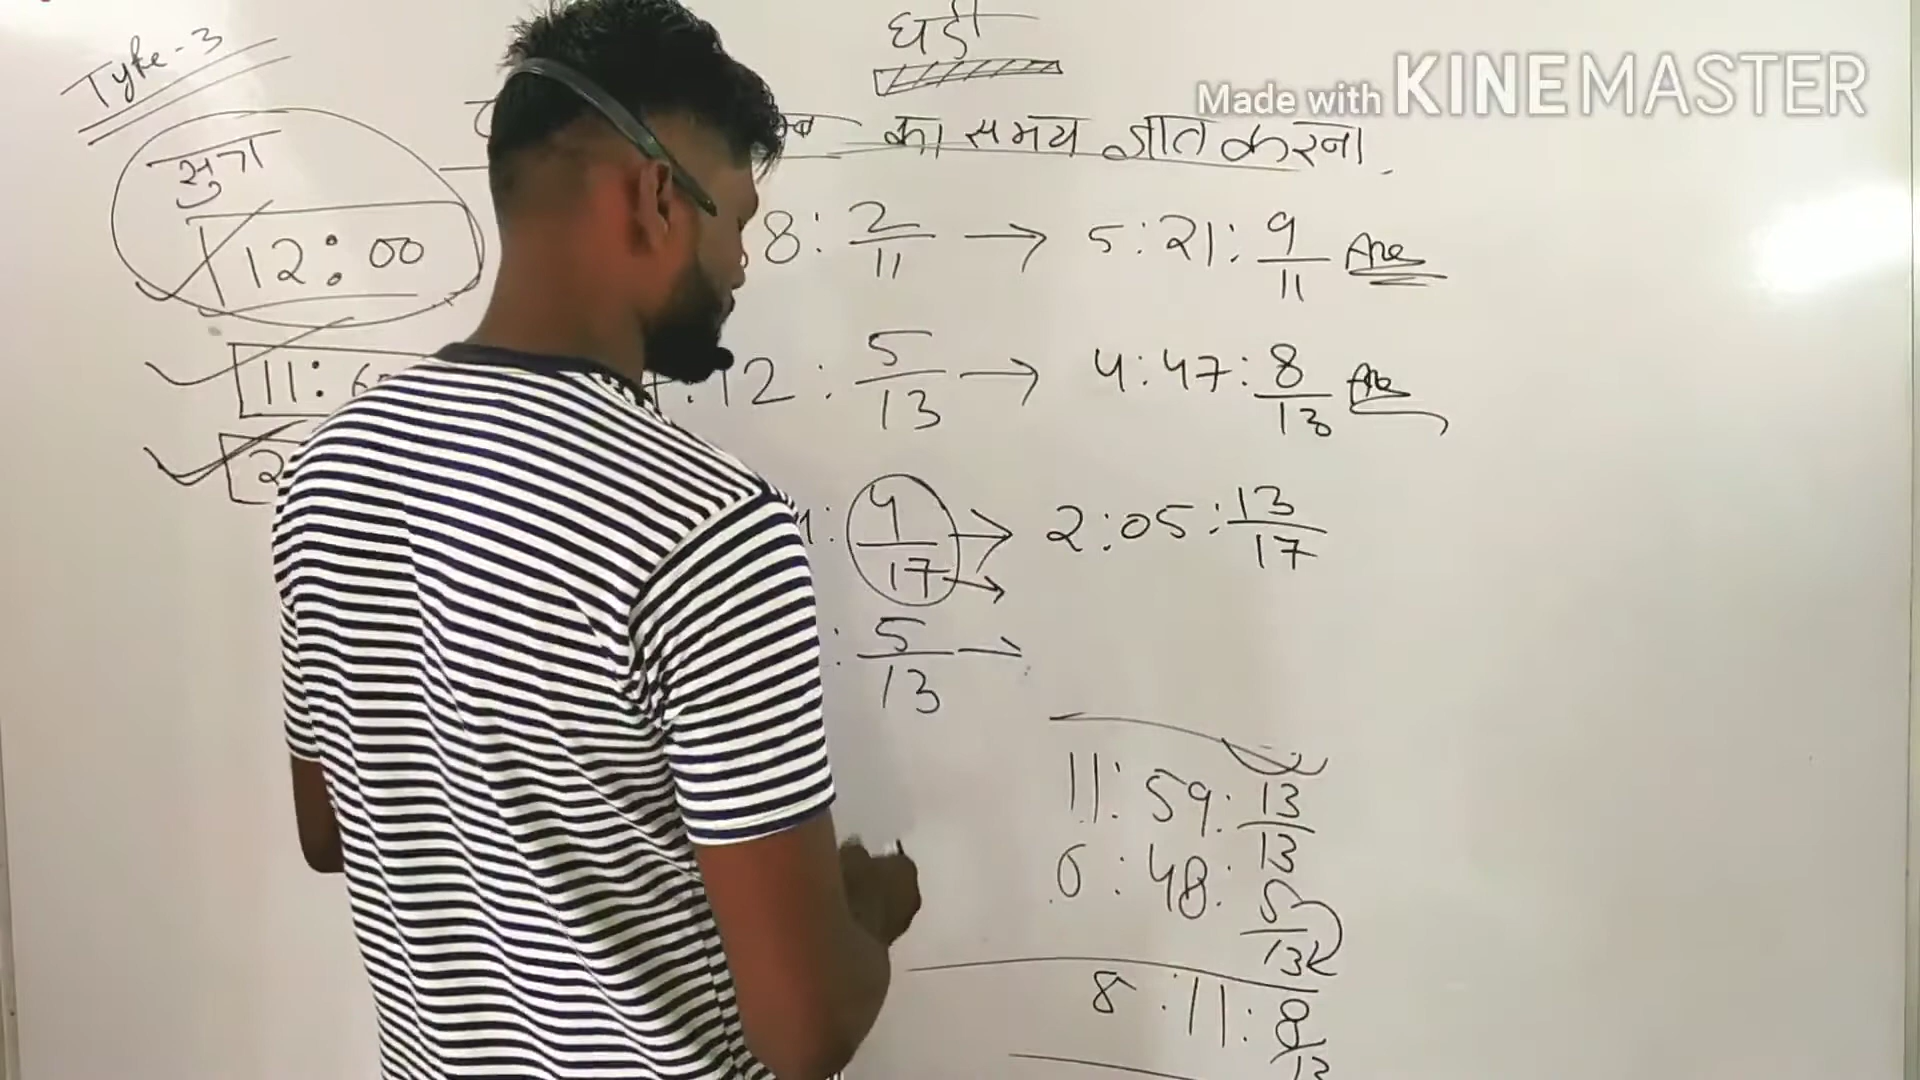 घड़ी
Type-3
Made with KINEMASTER
का समय ज्ञात करना.
सुत्र
12:00
8: 2/11 → 5:21: 9/11 Ans
11: 60
:12: 5/13 → 4:47: 8/13 Ans
2
: 4/17 → 2:05: 13/17
: 5/13 →
11: 59: 13/13
6: 48: 5/13
8:11: 8/13